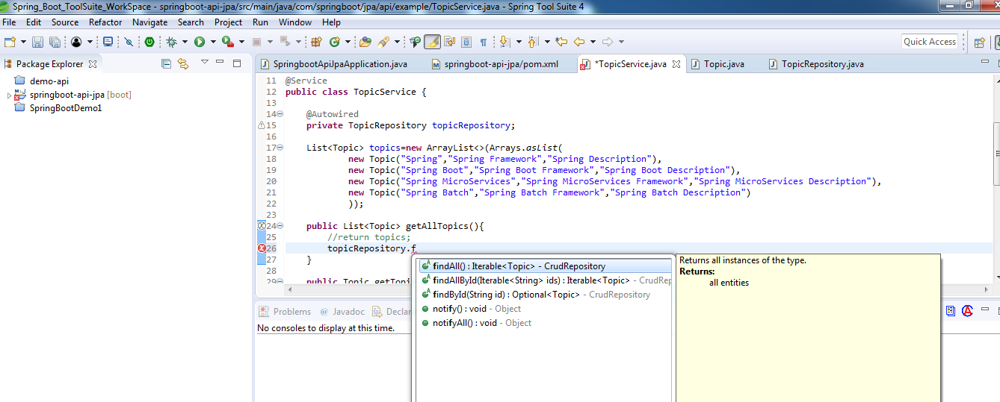 Spring_Boot_ToolSuite_WorkSpace - springboot-api-jpa/src/main/java/com/springboot/jpa/api/example/TopicService.java - Spring Tool Suite 4
File Edit Source Refactor Navigate Search Project Run Window Help
Quick Access
Package Explorer
demo-api
springboot-api-jpa [boot]
SpringBootDemo1
SpringbootApiJpaApplication.java springboot-api-jpa/pom.xml *TopicService.java Topic.java TopicRepository.java
11 @Service
12 public class TopicService {
13
14 @Autowired
15 private TopicRepository topicRepository;
16
17 List<Topic> topics=new ArrayList<>(Arrays.asList(
18 new Topic("Spring","Spring Framework","Spring Description"),
19 new Topic("Spring Boot","Spring Boot Framework","Spring Boot Description"),
20 new Topic("Spring MicroServices","Spring MicroServices Framework","Spring MicroServices Description"),
21 new Topic("Spring Batch","Spring Batch Framework","Spring Batch Description")
22 ));
23
24 public List<Topic> getAllTopics(){
25 //return topics;
26 topicRepository.f
27 }
28
29 public Topic getTopi
findAll() : Iterable<Topic> - CrudRepository
findAllById(Iterable<String> ids) : Iterable<Topic> - CrudRep
findById(String id) : Optional<Topic> - CrudRepository
notify() : void - Object
notifyAll() : void - Object
Returns all instances of the type.
Returns:
all entities
Problems @ Javadoc Declara
No consoles to display at this time.